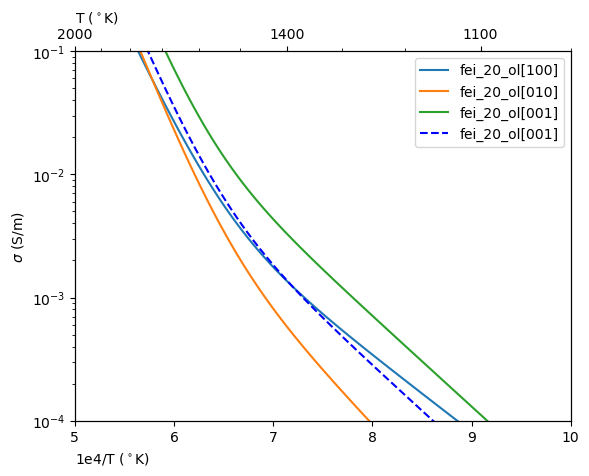 T (°K)
2000 1400 1100
10⁻¹
10⁻²
10⁻³
10⁻⁴
σ (S/m)
fei_20_ol[100]
fei_20_ol[010]
fei_20_ol[001]
fei_20_ol[001]
5 6 7 8 9 10
1e4/T (°K)